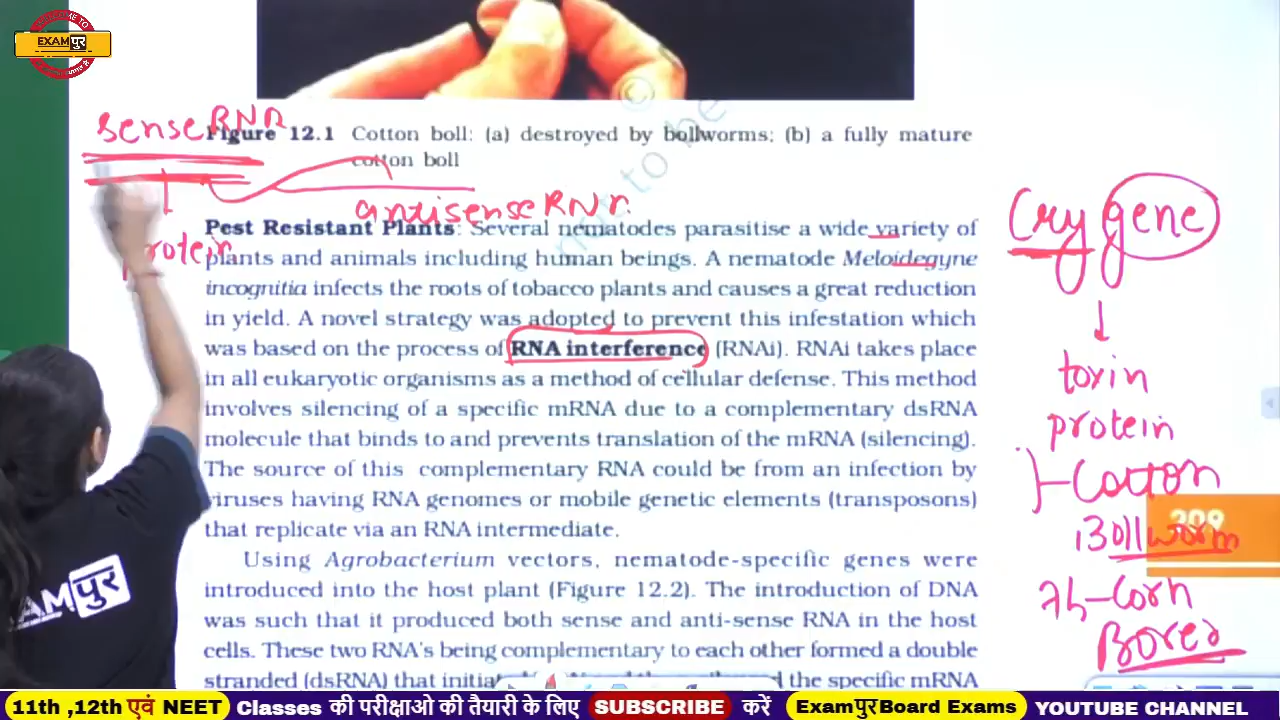 WELCOME TO
EXAMपुर
sense RNA
Figure 12.1 Cotton boll: (a) destroyed by bollworms; (b) a fully mature
cotton boll
antisense RNA
protein
Pest Resistant Plants: Several nematodes parasitise a wide variety of
plants and animals including human beings. A nematode Meloidegyne
incognitia infects the roots of tobacco plants and causes a great reduction
in yield. A novel strategy was adopted to prevent this infestation which
was based on the process of RNA interference (RNAi). RNAi takes place
in all eukaryotic organisms as a method of cellular defense. This method
involves silencing of a specific mRNA due to a complementary dsRNA
molecule that binds to and prevents translation of the mRNA (silencing).
The source of this complementary RNA could be from an infection by
viruses having RNA genomes or mobile genetic elements (transposons)
that replicate via an RNA intermediate.
Using Agrobacterium vectors, nematode-specific genes were
introduced into the host plant (Figure 12.2). The introduction of DNA
was such that it produced both sense and anti-sense RNA in the host
cells. These two RNA's being complementary to each other formed a double
stranded (dsRNA) that the specific mRNA
not to be
©
Cry gene
toxin
protein
Cotton
Bollworm
209
Corn
Borer
EXAMपुर
11th ,12th एवं NEET Classes की परीक्षाओ की तैयारी के लिए SUBSCRIBE करें ExamपुरBoard Exams YOUTUBE CHANNEL